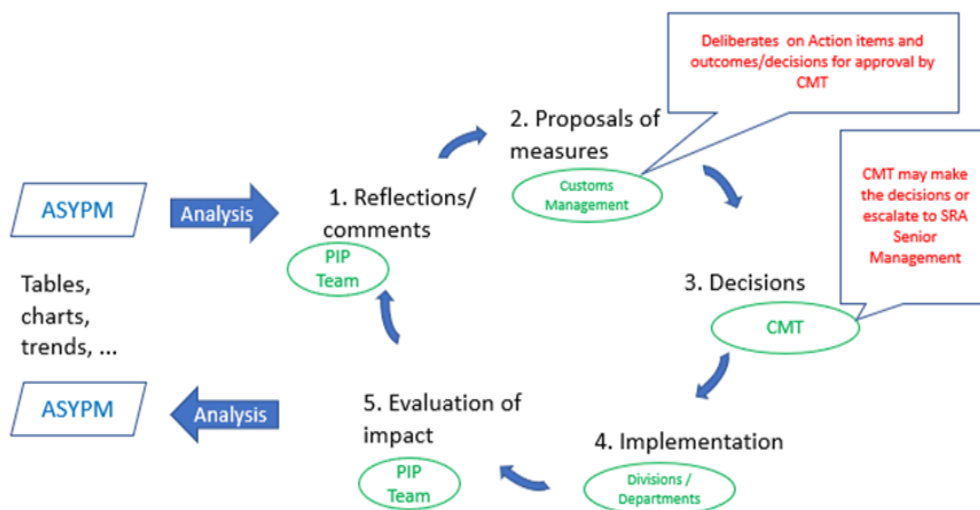 Deliberates on Action items and
outcomes/decisions for approval by
CMT
2. Proposals of
measures
Customs
Management
CMT may make
the decisions or
escalate to SRA
Senior
Management
ASYPM
Analysis
1. Reflections/
comments
PIP
Team
Tables,
charts,
trends, ...
3. Decisions
CMT
ASYPM
Analysis
5. Evaluation of
impact
PIP
Team
4. Implementation
Divisions /
Departments